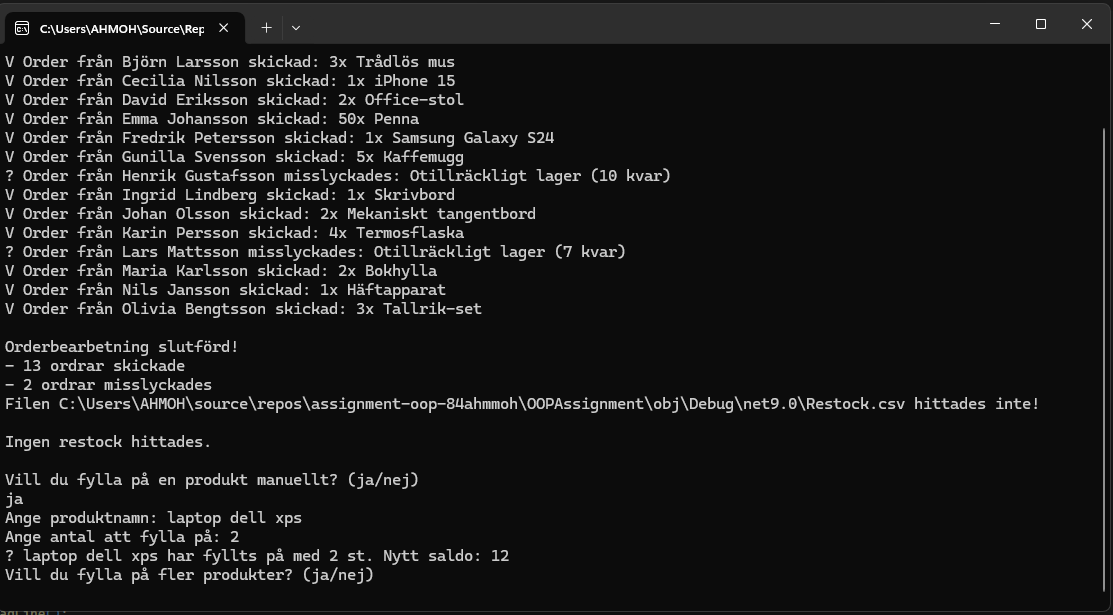 C:\Users\AHMOH\Source\Rep
V Order från Björn Larsson skickad: 3x Trådlös mus
V Order från Cecilia Nilsson skickad: 1x iPhone 15
V Order från David Eriksson skickad: 2x Office-stol
V Order från Emma Johansson skickad: 50x Penna
V Order från Fredrik Petersson skickad: 1x Samsung Galaxy S24
V Order från Gunilla Svensson skickad: 5x Kaffemugg
? Order från Henrik Gustafsson misslyckades: Otillräckligt lager (10 kvar)
V Order från Ingrid Lindberg skickad: 1x Skrivbord
V Order från Johan Olsson skickad: 2x Mekaniskt tangentbord
V Order från Karin Persson skickad: 4x Termosflaska
? Order från Lars Mattsson misslyckades: Otillräckligt lager (7 kvar)
V Order från Maria Karlsson skickad: 2x Bokhylla
V Order från Nils Jansson skickad: 1x Häftapparat
V Order från Olivia Bengtsson skickad: 3x Tallrik-set
Orderbearbetning slutförd!
- 13 ordrar skickade
- 2 ordrar misslyckades
Filen C:\Users\AHMOH\source\repos\assignment-oop-84ahmmoh\OOPAssignment\obj\Debug\net9.0\Restock.csv hittades inte!
Ingen restock hittades.
Vill du fylla på en produkt manuellt? (ja/nej)
ja
Ange produktnamn: laptop dell xps
Ange antal att fylla på: 2
? laptop dell xps har fyllts på med 2 st. Nytt saldo: 12
Vill du fylla på fler produkter? (ja/nej)